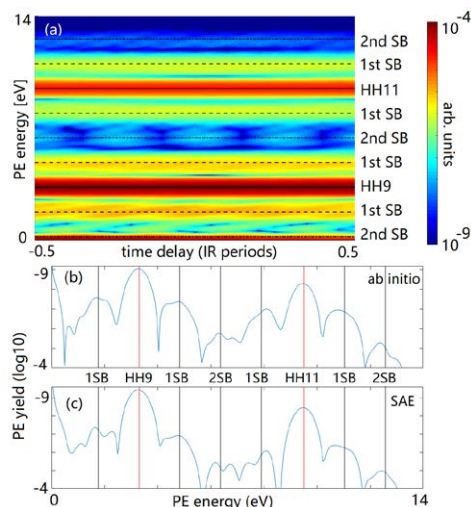 14
(a)
10-4
2nd SB
1st SB
HH11
1st SB
2nd SB
1st SB
HH9
1st SB
2nd SB
PE energy [eV]
arb units
0
10-9
-0.5
time delay (IR periods)
0.5
-9
(b)
ab initio
-4
1SB HH9 1SB 2SB 1SB HH11 1SB 2SB
PE yield (log10)
-9
(c)
SAE
-4
0
PE energy (eV)
14